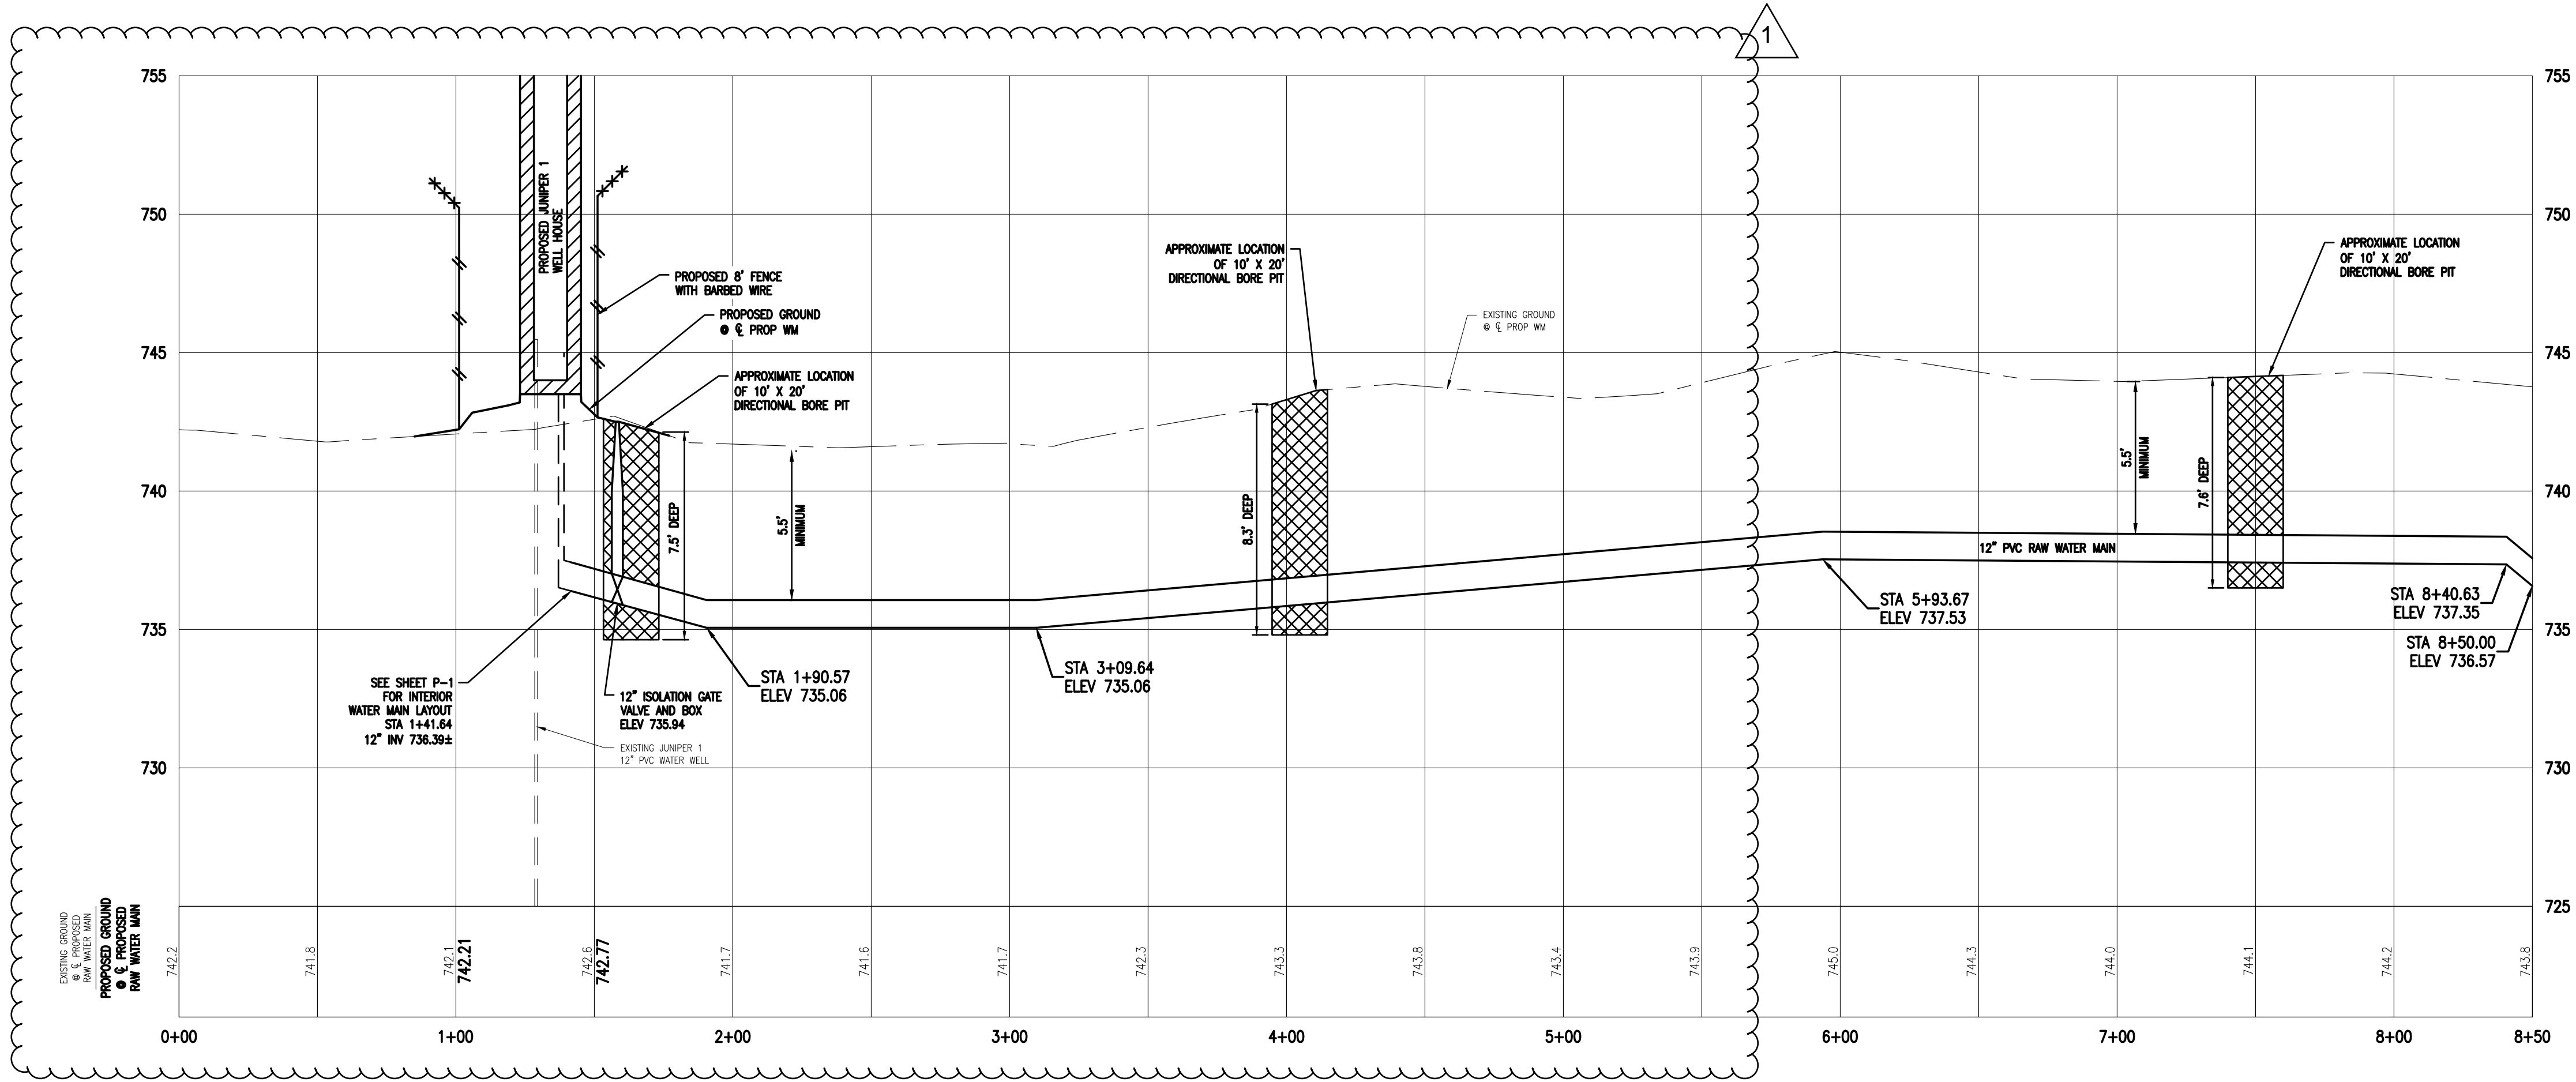 1
755
755
750
750
745
745
740
740
735
735
730
730
725
PROPOSED JUNIPER 1
WELL HOUSE
PROPOSED 8' FENCE
WITH BARBED WIRE
PROPOSED GROUND
@ ℄ PROP WM
APPROXIMATE LOCATION
OF 10' X 20'
DIRECTIONAL BORE PIT
7.5' DEEP
5.5'
MINIMUM
APPROXIMATE LOCATION
OF 10' X 20'
DIRECTIONAL BORE PIT
8.3' DEEP
EXISTING GROUND
@ ℄ PROP WM
APPROXIMATE LOCATION
OF 10' X 20'
DIRECTIONAL BORE PIT
5.5'
MINIMUM
7.6' DEEP
12" PVC RAW WATER MAIN
SEE SHEET P-1
FOR INTERIOR
WATER MAIN LAYOUT
STA 1+41.64
12" INV 736.39±
12" ISOLATION GATE
VALVE AND BOX
ELEV 735.94
EXISTING JUNIPER 1
12" PVC WATER WELL
STA 1+90.57
ELEV 735.06
STA 3+09.64
ELEV 735.06
STA 5+93.67
ELEV 737.53
STA 8+40.63
ELEV 737.35
STA 8+50.00
ELEV 736.57
EXISTING GROUND
@ ℄ PROPOSED
RAW WATER MAIN
PROPOSED GROUND
@ ℄ PROPOSED
RAW WATER MAIN
742.2
741.8
742.1
742.21
742.6
742.77
741.7
741.6
741.7
742.3
743.3
743.8
743.4
743.9
745.0
744.3
744.0
744.1
744.2
743.8
0+00
1+00
2+00
3+00
4+00
5+00
6+00
7+00
8+00
8+50